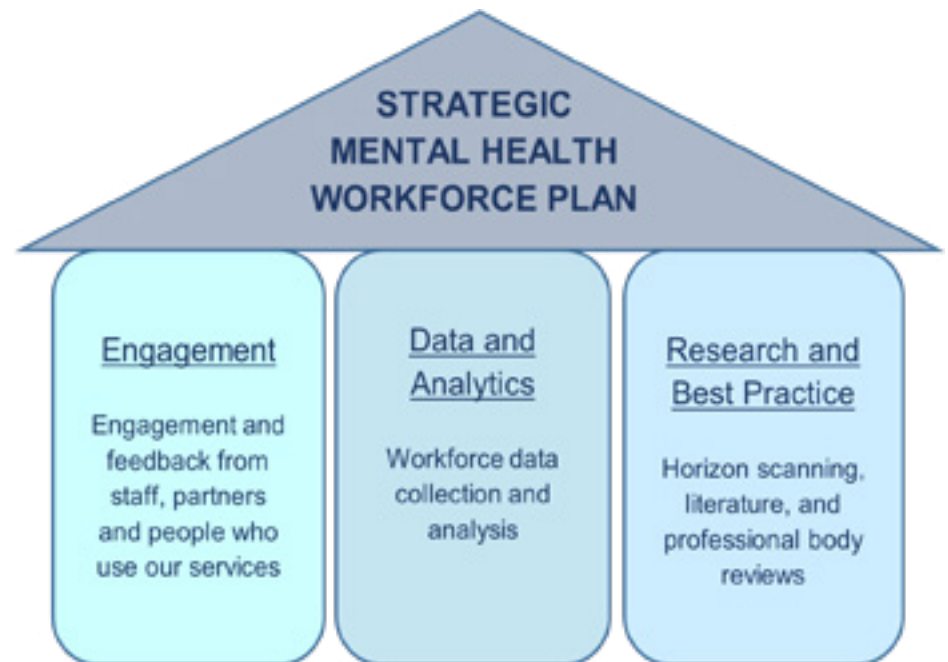 STRATEGIC
MENTAL HEALTH
WORKFORCE PLAN
Engagement
Engagement and
feedback from
staff, partners
and people who
use our services
Data and
Analytics
Workforce data
collection and
analysis
Research and
Best Practice
Horizon scanning,
literature, and
professional body
reviews